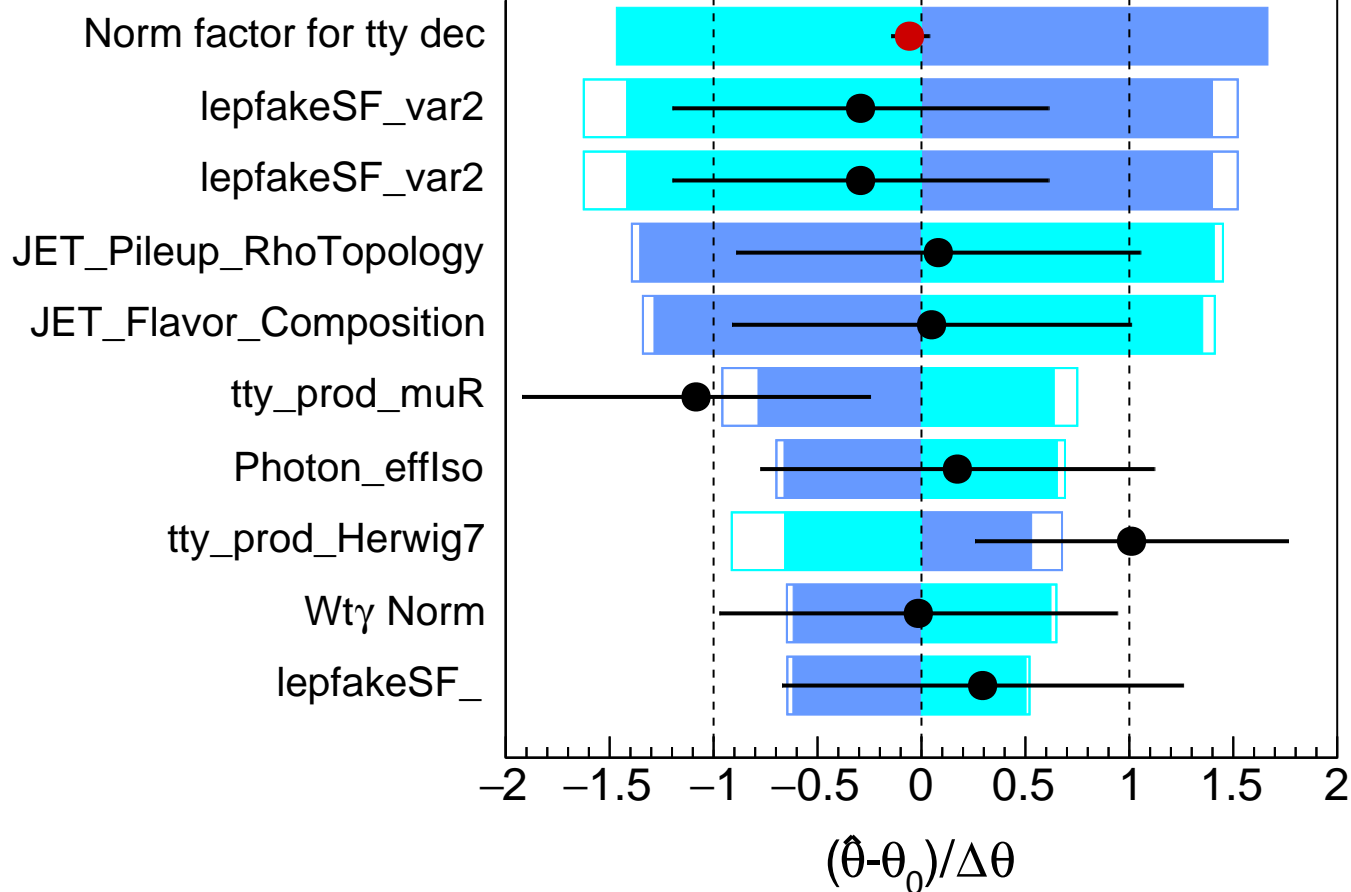 Norm factor for tty dec
lepfakeSF_var2
lepfakeSF_var2
JET_Pileup_RhoTopology
JET_Flavor_Composition
tty_prod_muR
Photon_effIso
tty_prod_Herwig7
Wtγ Norm
lepfakeSF_
−2 −1.5 −1 −0.5 0 0.5 1 1.5 2
(θ̂-θ₀)/Δθ